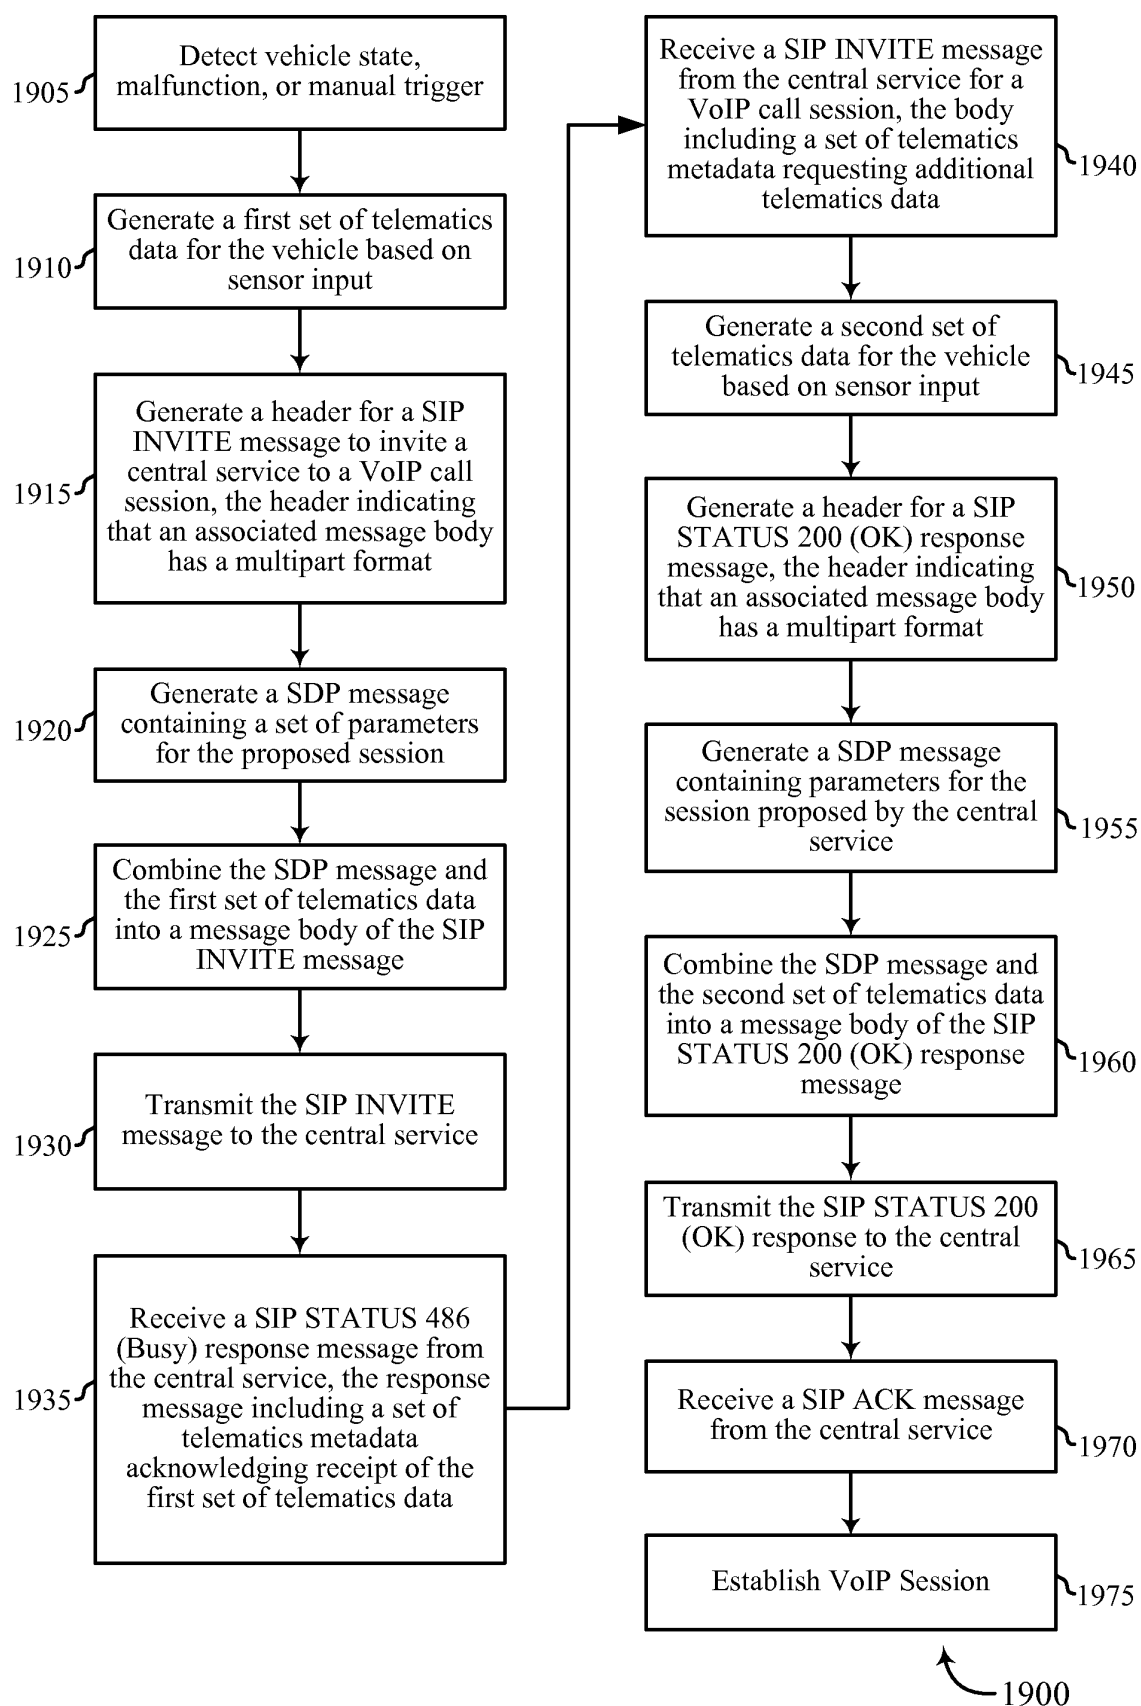 1905
Detect vehicle state,
malfunction, or manual trigger
1910
Generate a first set of telematics
data for the vehicle based on
sensor input
1915
Generate a header for a SIP
INVITE message to invite a
central service to a VoIP call
session, the header indicating
that an associated message body
has a multipart format
1920
Generate a SDP message
containing a set of parameters
for the proposed session
1925
Combine the SDP message and
the first set of telematics data
into a message body of the SIP
INVITE message
1930
Transmit the SIP INVITE
message to the central service
1935
Receive a SIP STATUS 486
(Busy) response message from
the central service, the response
message including a set of
telematics metadata
acknowledging receipt of the
first set of telematics data
Receive a SIP INVITE message
from the central service for a
VoIP call session, the body
including a set of telematics
metadata requesting additional
telematics data
1940
Generate a second set of
telematics data for the vehicle
based on sensor input
1945
Generate a header for a SIP
STATUS 200 (OK) response
message, the header indicating
that an associated message body
has a multipart format
1950
Generate a SDP message
containing parameters for the
session proposed by the central
service
1955
Combine the SDP message and
the second set of telematics data
into a message body of the SIP
STATUS 200 (OK) response
message
1960
Transmit the SIP STATUS 200
(OK) response to the central
service
1965
Receive a SIP ACK message
from the central service
1970
Establish VoIP Session
1975
1900